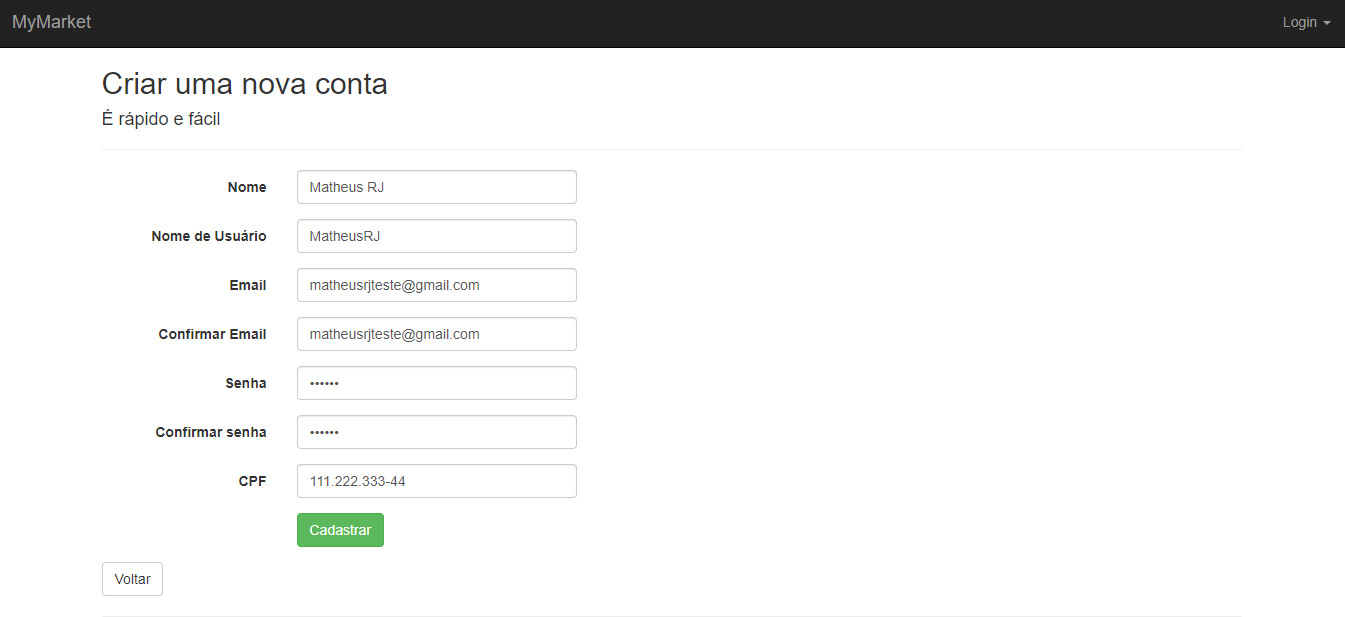 MyMarket Login
Criar uma nova conta
É rápido e fácil
Nome Matheus RJ
Nome de Usuário MatheusRJ
Email matheusrjteste@gmail.com
Confirmar Email matheusrjteste@gmail.com
Senha ••••••
Confirmar senha ••••••
CPF 111.222.333-44
Cadastrar
Voltar